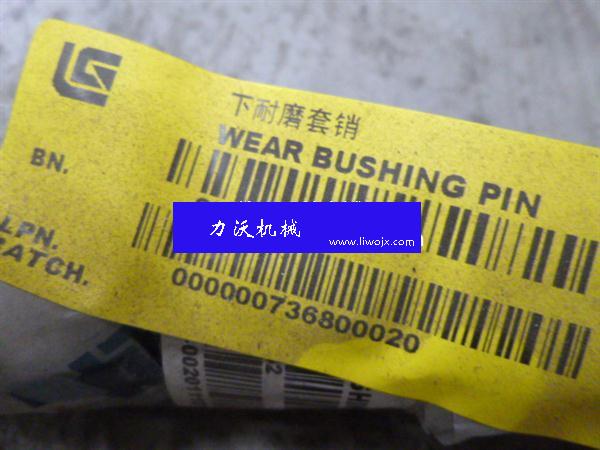 下耐磨套销
WEAR BUSHING PIN
BN.
力沃机械
www.liwojx.com
LPN.
BATCH.
000000736800020